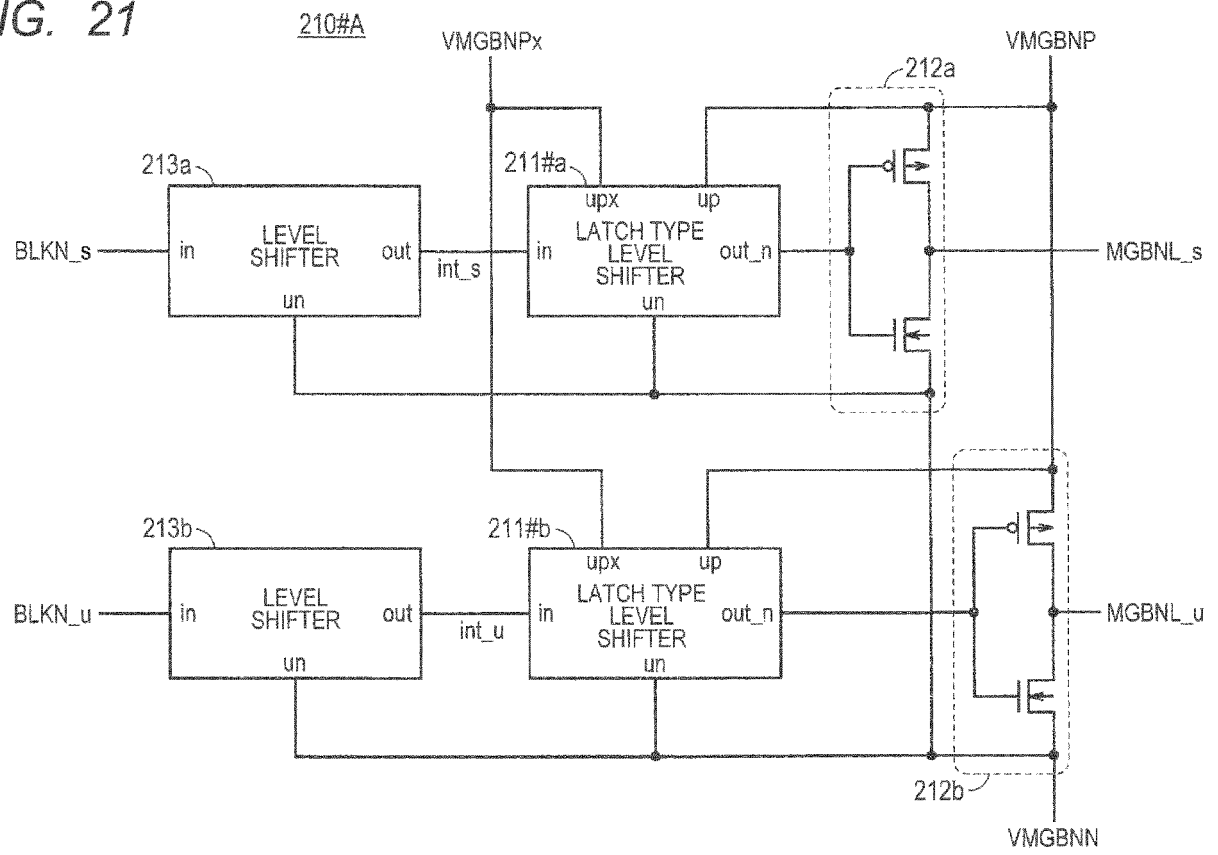 IG. 21
210#A
VMGBNPx
VMGBNP
212a
213a
211#a
upx
up
BLKN_s
in
LEVEL
SHIFTER
out
int_s
in
LATCH TYPE
LEVEL
SHIFTER
out_n
MGBNL_s
un
un
213b
211#b
upx
up
BLKN_u
in
LEVEL
SHIFTER
out
int_u
in
LATCH TYPE
LEVEL
SHIFTER
out_n
MGBNL_u
un
un
212b
VMGBNN